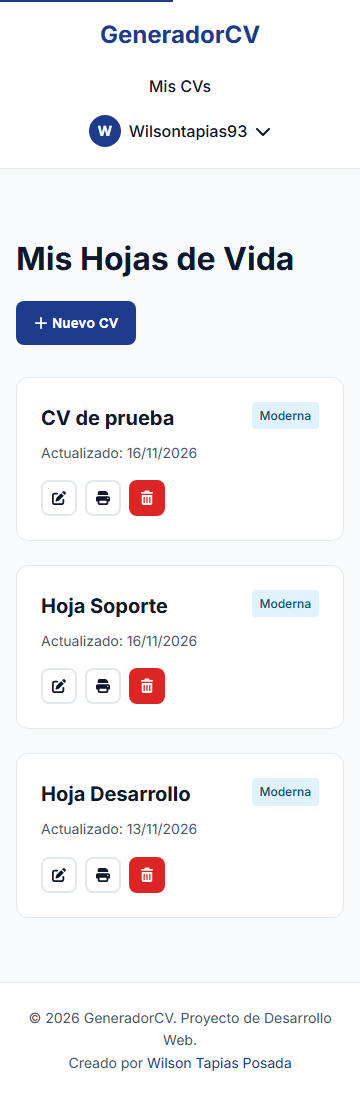 GeneradorCV
Mis CVs
W Wilsontapias93
Mis Hojas de Vida
+ Nuevo CV
CV de prueba Moderna
Actualizado: 16/11/2026
Hoja Soporte Moderna
Actualizado: 16/11/2026
Hoja Desarrollo Moderna
Actualizado: 13/11/2026
© 2026 GeneradorCV. Proyecto de Desarrollo
Web.
Creado por Wilson Tapias Posada